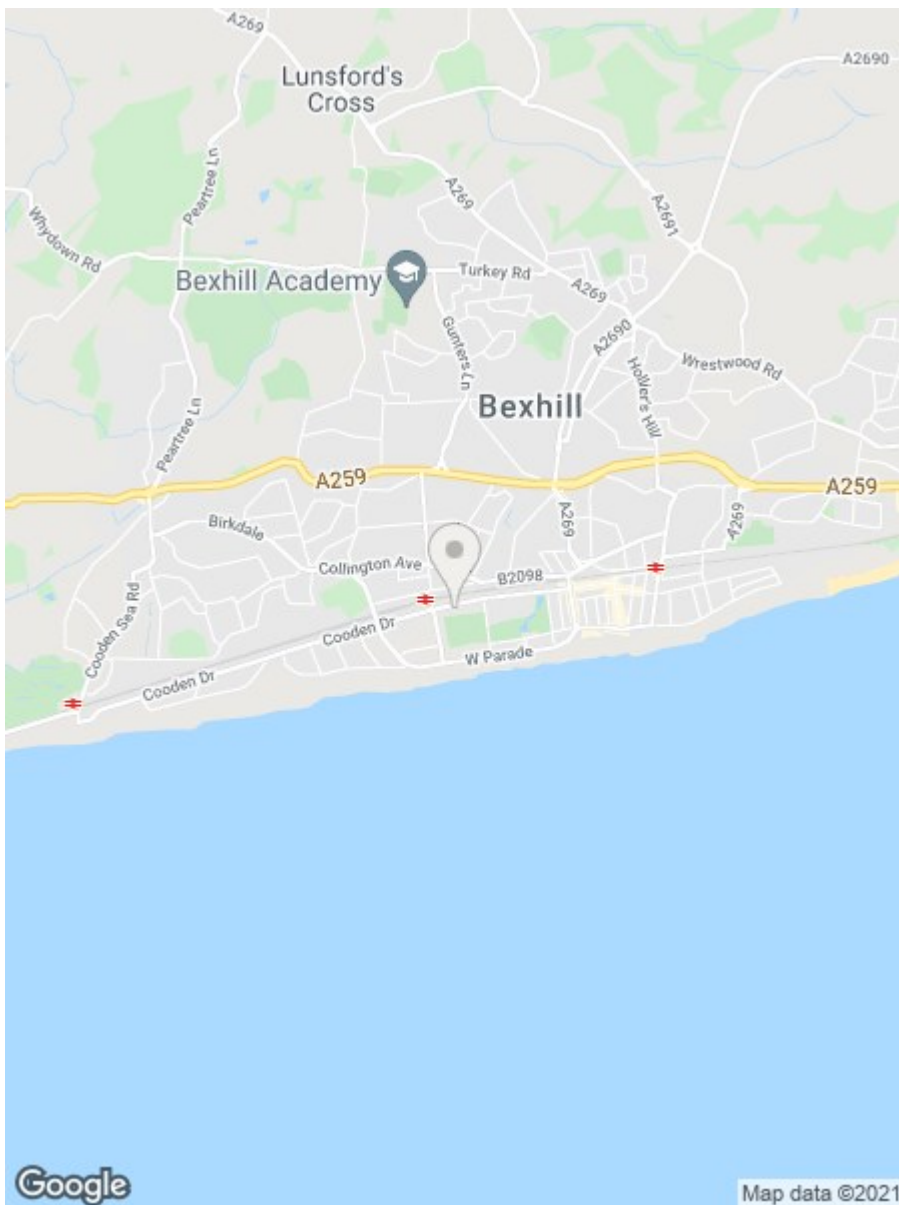 A269
A2690
Lunsford's
Cross
Peartree Ln
A269
A2691
Whydown Rd
Bexhill Academy
Turkey Rd
A269
A2690
Gunters Ln
Hollier's Hill
Wrestwood Rd
Peartree Ln
Bexhill
A259
A259
Birkdale
A269
A269
Collington Ave
B2098
Cooden Sea Rd
Cooden Dr
W Parade
Cooden Dr
Google
Map data ©2021